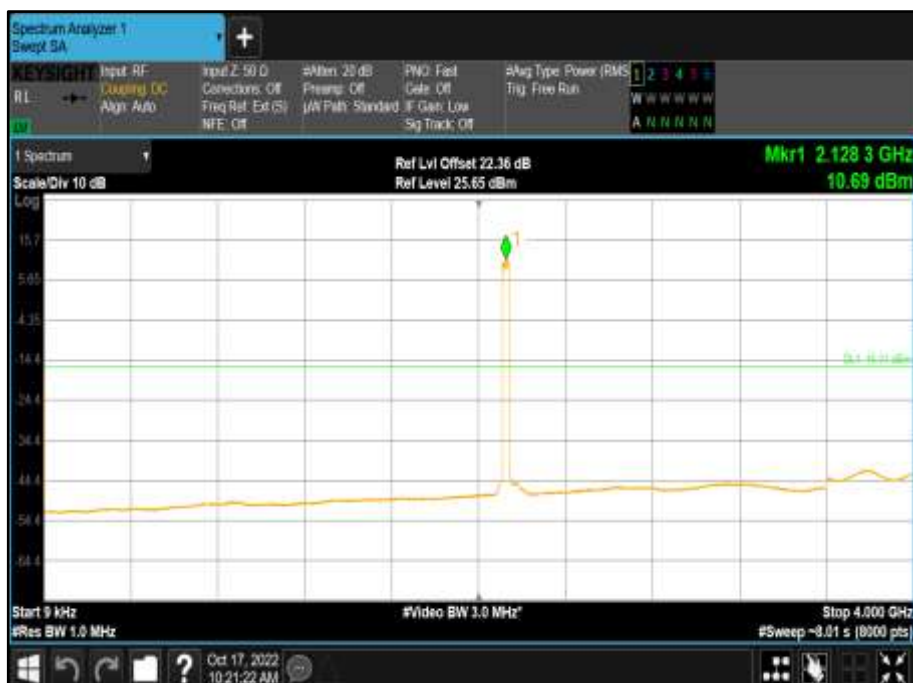 Spectrum Analyzer 1
Swept SA
+
KEYSIGHT
RL
Input: RF
Coupling: DC
Align: Auto
Input Z: 50 Ω
Corrections: Off
Freq Ref: Ext (S)
NFE: Off
#Atten: 20 dB
Preamp: Off
µW Path: Standard
PNO: Fast
Gate: Off
IF Gain: Low
Sig Track: Off
#Avg Type: Power (RMS
Trig: Free Run
1 2 3 4 5 6
W W W W W W
A N N N N N
1 Spectrum
Scale/Div 10 dB
Ref Lvl Offset 22.36 dB
Ref Level 25.65 dBm
Mkr1 2.128 3 GHz
10.69 dBm
Log
15.7
5.65
-4.35
-14.4
-24.4
-34.4
-44.4
-54.4
-64.4
1
Start 9 kHz
#Res BW 1.0 MHz
#Video BW 3.0 MHz*
Stop 4.000 GHz
#Sweep ~8.01 s (8000 pts)
?
Oct 17, 2022
10:21:22 AM